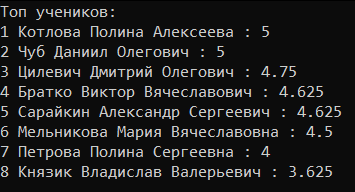 Топ учеников:
1 Котлова Полина Алексеева : 5
2 Чуб Даниил Олегович : 5
3 Цилевич Дмитрий Олегович : 4.75
4 Братко Виктор Вячеславович : 4.625
5 Сарайкин Александр Сергеевич : 4.625
6 Мельникова Мария Вячеславовна : 4.5
7 Петрова Полина Сергеевна : 4
8 Князик Владислав Валерьевич : 3.625